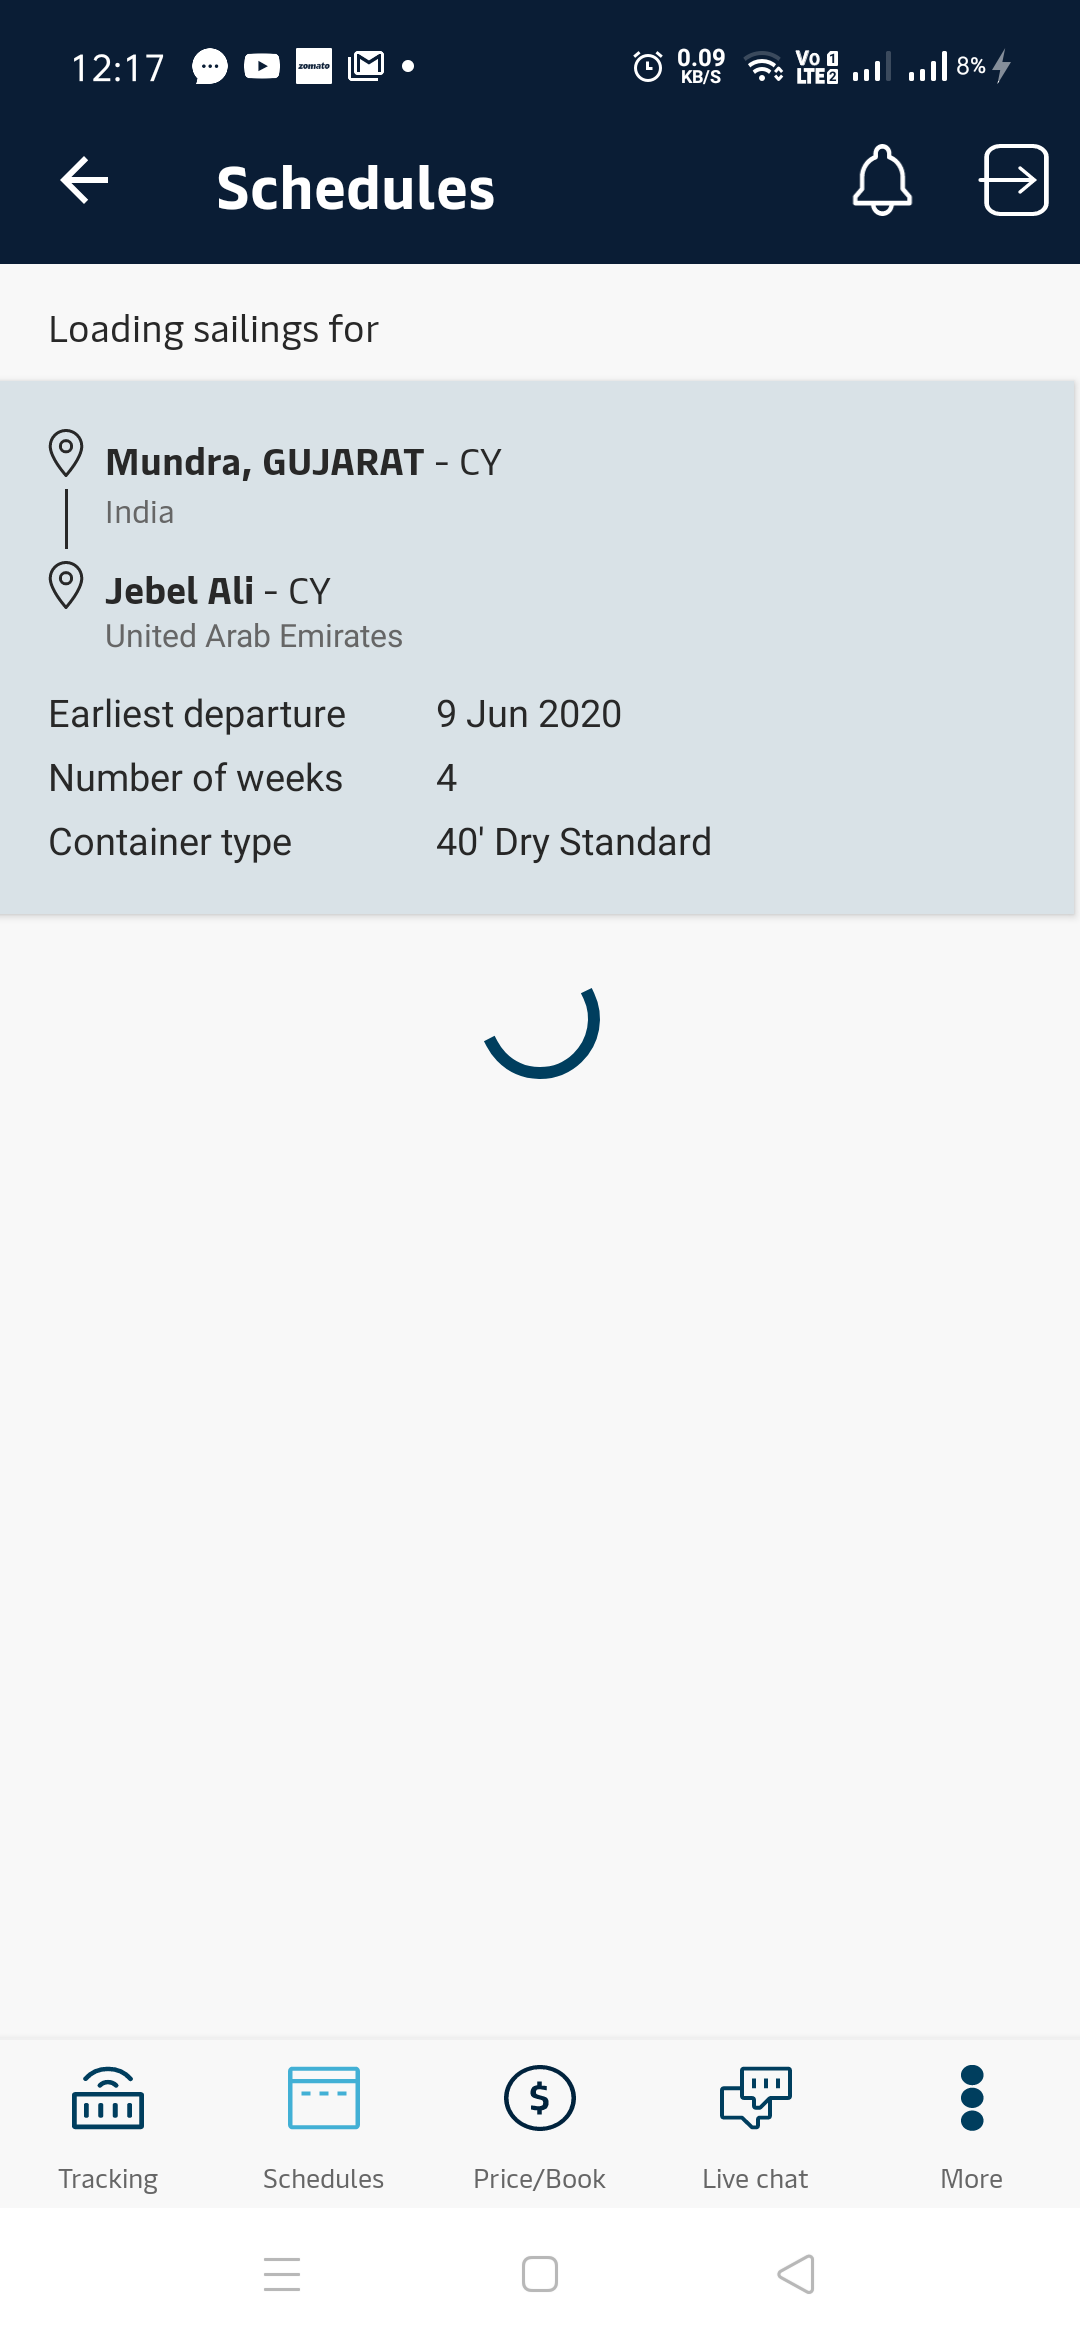 12:17 zomato 0.09 KB/S Vo 1 LTE 2 8%
Schedules
Loading sailings for
Mundra, GUJARAT - CY
India
Jebel Ali - CY
United Arab Emirates
Earliest departure 9 Jun 2020
Number of weeks 4
Container type 40' Dry Standard
$
Tracking Schedules Price/Book Live chat More